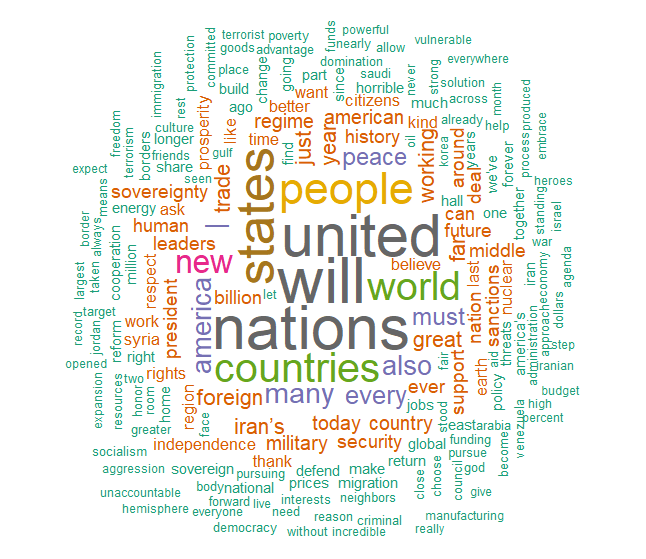 terrorist poverty powerful
goods advantage funds nearly allow vulnerable
committed place change going part since domination saudi never strong everywhere
protection build horrible month solution
immigration rest ago better want citizens much across
culture prosperity like regime american kind already help process produced
freedom longer time just year history oil korea years embrace
terrorism borders friends share gulf find peace working around we've forever
expect seen states people hall deal heroes
means sovereignty trade united can one together standing
border energy ask I future israel
always human will far middle war
taken cooperation leaders new believe last iran agenda
largest million respect america billion let world nation sanctions nuclear economy
record target president nations must threats america's approach dollars
jordan reform work great administration step
opened syria right countries also fair support earth aid iranian
expansion resources two rights many every ever policy budget
honor room home region foreign jobs high
greater face iran's today country stood east arabia venezuela percent
socialism independence military security global funding become
thank return close pursue
aggression sovereign pursuing defend make choose council god
unaccountable body national prices migration give
hemisphere forward live interests neighbors
everyone need reason criminal manufacturing
democracy without incredible really